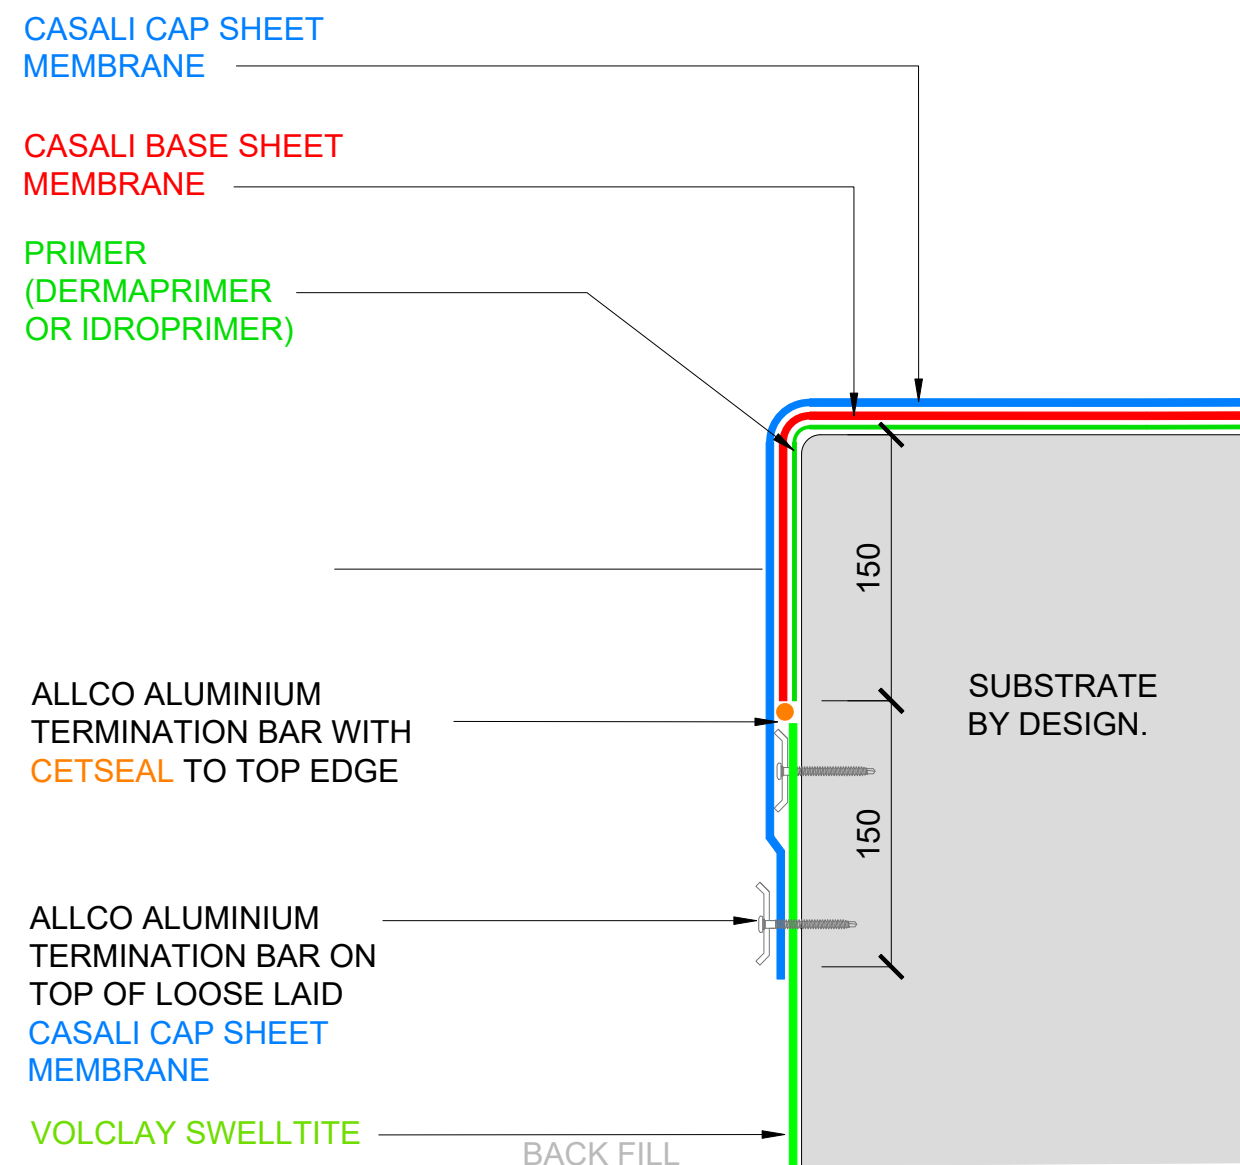 CASALI CAP SHEET
MEMBRANE
CASALI BASE SHEET
MEMBRANE
PRIMER
(DERMAPRIMER
OR IDROPRIMER)
150
SUBSTRATE
BY DESIGN.
ALLCO ALUMINIUM
TERMINATION BAR WITH
CETSEAL TO TOP EDGE
150
ALLCO ALUMINIUM
TERMINATION BAR ON
TOP OF LOOSE LAID
CASALI CAP SHEET
MEMBRANE
VOLCLAY SWELLTITE
BACK FILL